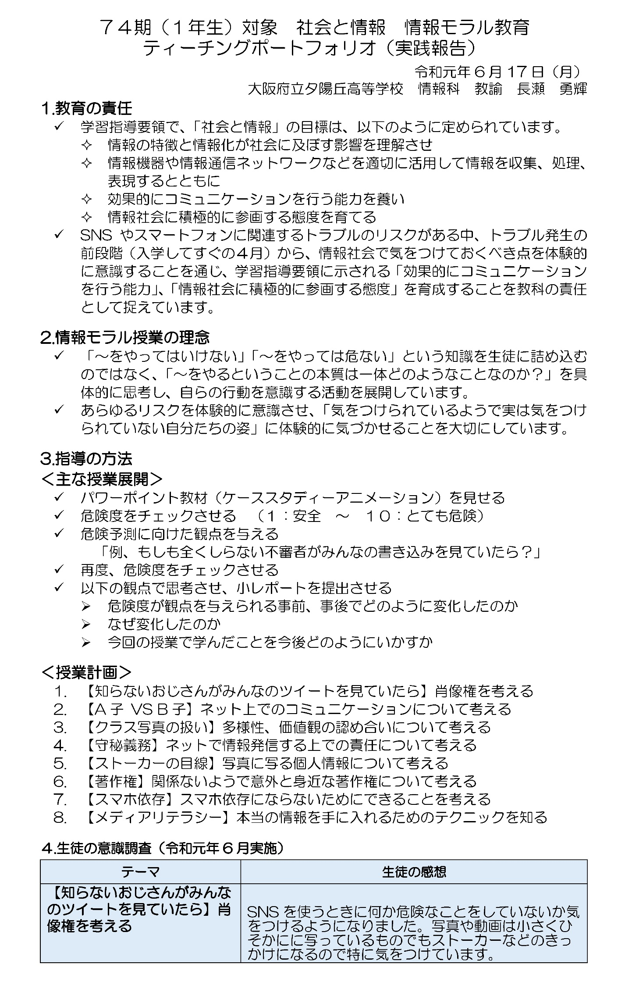 ７４期（１年生）対象　社会と情報　情報モラル教育
ティーチングポートフォリオ（実践報告）
令和元年６月 17 日（月）
大阪府立夕陽丘高等学校　情報科　教諭　長瀬　勇輝
1.教育の責任
✓ 学習指導要領で、「社会と情報」の目標は、以下のように定められています。
✧ 情報の特徴と情報化が社会に及ぼす影響を理解させ
✧ 情報機器や情報通信ネットワークなどを適切に活用して情報を収集、処理、
表現するとともに
✧ 効果的にコミュニケーションを行う能力を養い
✧ 情報社会に積極的に参画する態度を育てる
✓ SNS やスマートフォンに関連するトラブルのリスクがある中、トラブル発生の
前段階（入学してすぐの４月）から、情報社会で気をつけておくべき点を体験的
に意識することを通じ、学習指導要領に示される「効果的にコミュニケーション
を行う能力」、「情報社会に積極的に参画する態度」を育成することを教科の責任
として捉えています。
2.情報モラル授業の理念
✓ 「～をやってはいけない」「～をやっては危ない」という知識を生徒に詰め込む
のではなく、「～をやるということの本質は一体どのようなことなのか？」を具
体的に思考し、自らの行動を意識する活動を展開しています。
✓ あらゆるリスクを体験的に意識させ、「気をつけられているようで実は気をつけ
られていない自分たちの姿」に体験的に気づかせることを大切にしています。
3.指導の方法
＜主な授業展開＞
✓ パワーポイント教材（ケーススタディーアニメーション）を見せる
✓ 危険度をチェックさせる　（１：安全　～　１０：とても危険）
✓ 危険予測に向けた観点を与える
「例、もしも全くしらない不審者がみんなの書き込みを見ていたら？」
✓ 再度、危険度をチェックさせる
✓ 以下の観点で思考させ、小レポートを提出させる
➢ 危険度が観点を与えられる事前、事後でどのように変化したのか
➢ なぜ変化したのか
➢ 今回の授業で学んだことを今後どのようにいかすか
＜授業計画＞
1. 【知らないおじさんがみんなのツイートを見ていたら】肖像権を考える
2. 【A 子 VS B 子】ネット上でのコミュニケーションについて考える
3. 【クラス写真の扱い】多様性、価値観の認め合いについて考える
4. 【守秘義務】ネットで情報発信する上での責任について考える
5. 【ストーカーの目線】写真に写る個人情報について考える
6. 【著作権】関係ないようで意外と身近な著作権について考える
7. 【スマホ依存】スマホ依存にならないためにできることを考える
8. 【メディアリテラシー】本当の情報を手に入れるためのテクニックを知る
４.生徒の意識調査（令和元年６月実施）
テーマ
生徒の感想
【知らないおじさんがみんな
のツイートを見ていたら】肖
像権を考える
SNS を使うときに何か危険なことをしていないか気
をつけるようになりました。写真や動画は小さくひ
そかにに写っているものでもストーカーなどのきっ
かけになるので特に気をつけています。